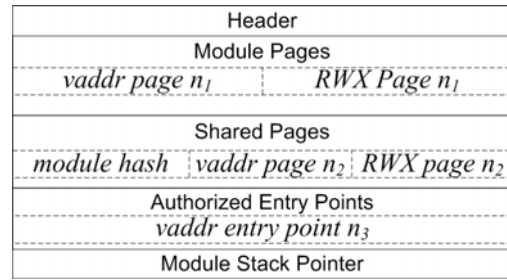 Header
Module Pages
vaddr page n1 RWX Page n1
Shared Pages
module hash vaddr page n2 RWX page n2
Authorized Entry Points
vaddr entry point n3
Module Stack Pointer